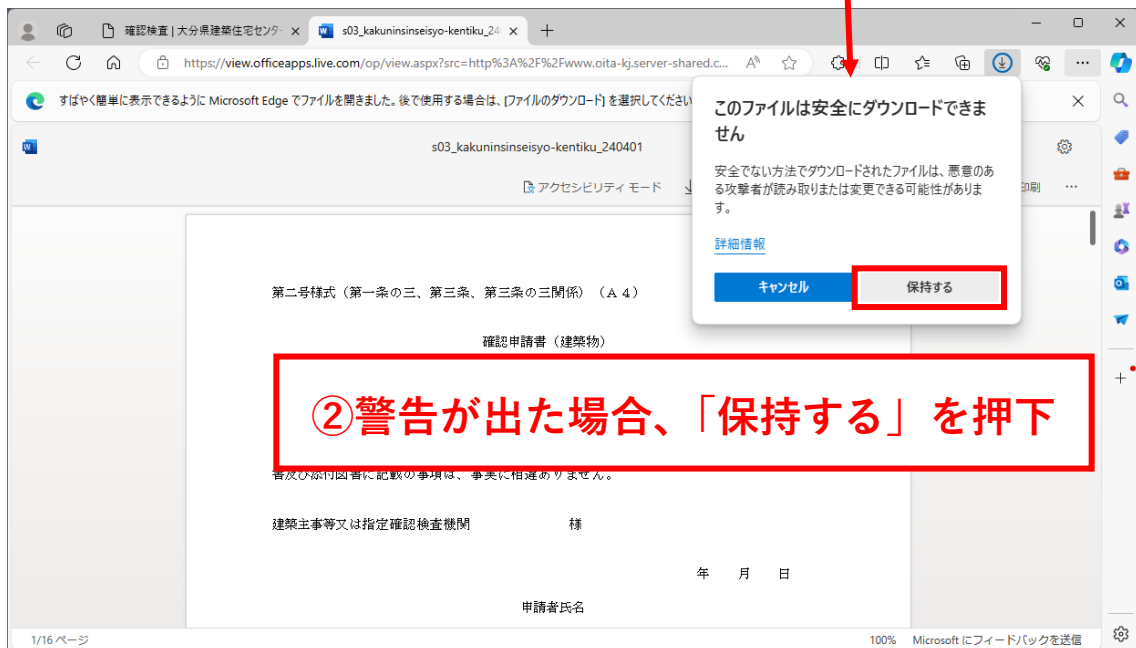 確認検査 | 大分県建築住宅センター
s03_kakuninsinseisyo-kentiku_24
https://view.officeapps.live.com/op/view.aspx?src=http%3A%2F%2Fwww.oita-kj.server-shared.c...
すばやく簡単に表示できるように Microsoft Edge でファイルを開きました。後で使用する場合は、[ファイルのダウンロード] を選択してください
s03_kakuninsinseisyo-kentiku_240401
アクセシビリティ モード
印刷
このファイルは安全にダウンロードできま
せん
安全でない方法でダウンロードされたファイルは、悪意のあ
る攻撃者が読み取りまたは変更できる可能性がありま
す。
詳細情報
キャンセル
保持する
第二号様式（第一条の三、第三条、第三条の三関係）（Ａ４）
確認申請書（建築物）
②警告が出た場合、「保持する」を押下
書及び添付図書に記載の事項は、事実に相違ありません。
建築主事等又は指定確認検査機関 様
年 月 日
申請者氏名
1/16 ページ
100% Microsoft にフィードバックを送信